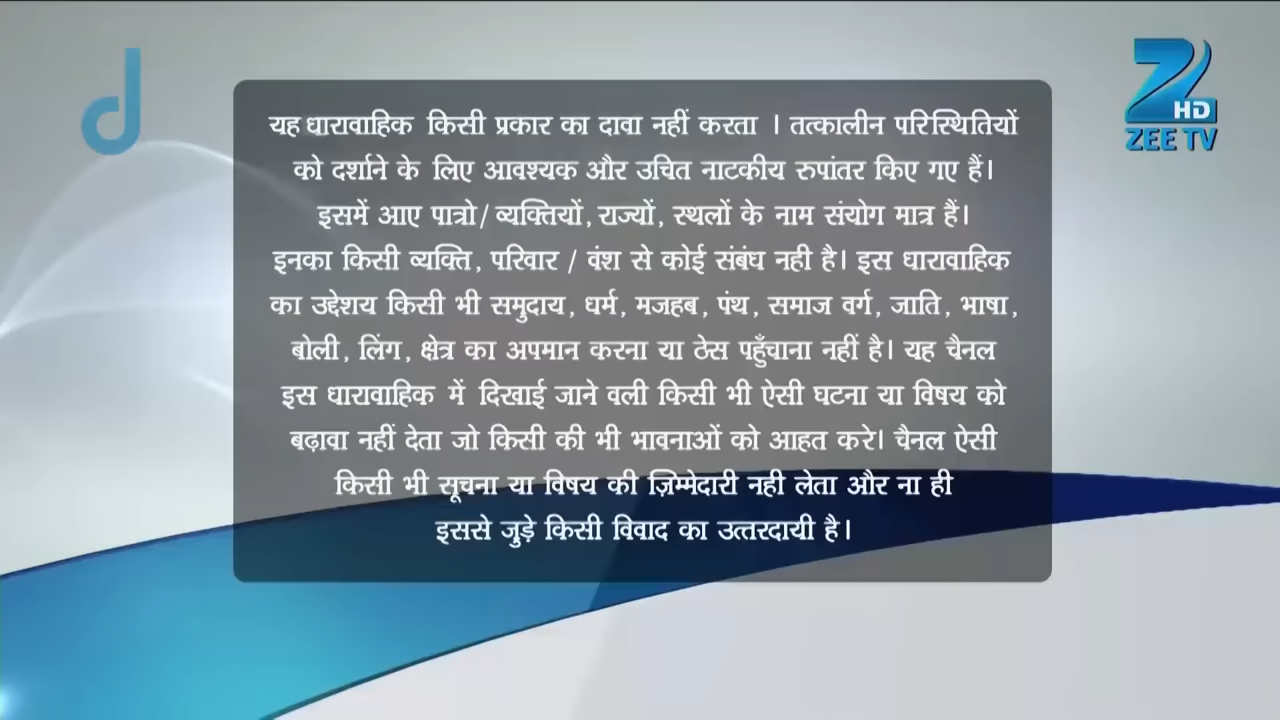 HD
ZEE TV
यह धारावाहिक किसी प्रकार का दावा नहीं करता । तत्कालीन परिस्थितियों
को दर्शाने के लिए आवश्यक और उचित नाटकीय रुपांतर किए गए हैं।
इसमें आए पात्रो/ व्यक्तियों, राज्यों, स्थलों के नाम संयोग मात्र हैं।
इनका किसी व्यक्ति, परिवार / वंश से कोई संबंघ नही है। इस धारावाहिक
का उद्देशय किसी भी समुदाय, धर्म, मजहब, पंथ, समाज वर्ग, जाति, भाषा,
बोली, लिंग, क्षेत्र का अपमान करना या ठेस पहुँचाना नहीं है। यह चैनल
इस धारावाहिक में दिखाई जाने वली किसी भी ऐसी घटना या विषय को
बढ़ावा नहीं देता जो किसी की भी भावनाओं को आहत करे। चैनल ऐसी
किसी भी सूचना या विषय की ज़िम्मेदारी नही लेता और ना ही
इससे जुड़े किसी विवाद का उत्तरदायी है।